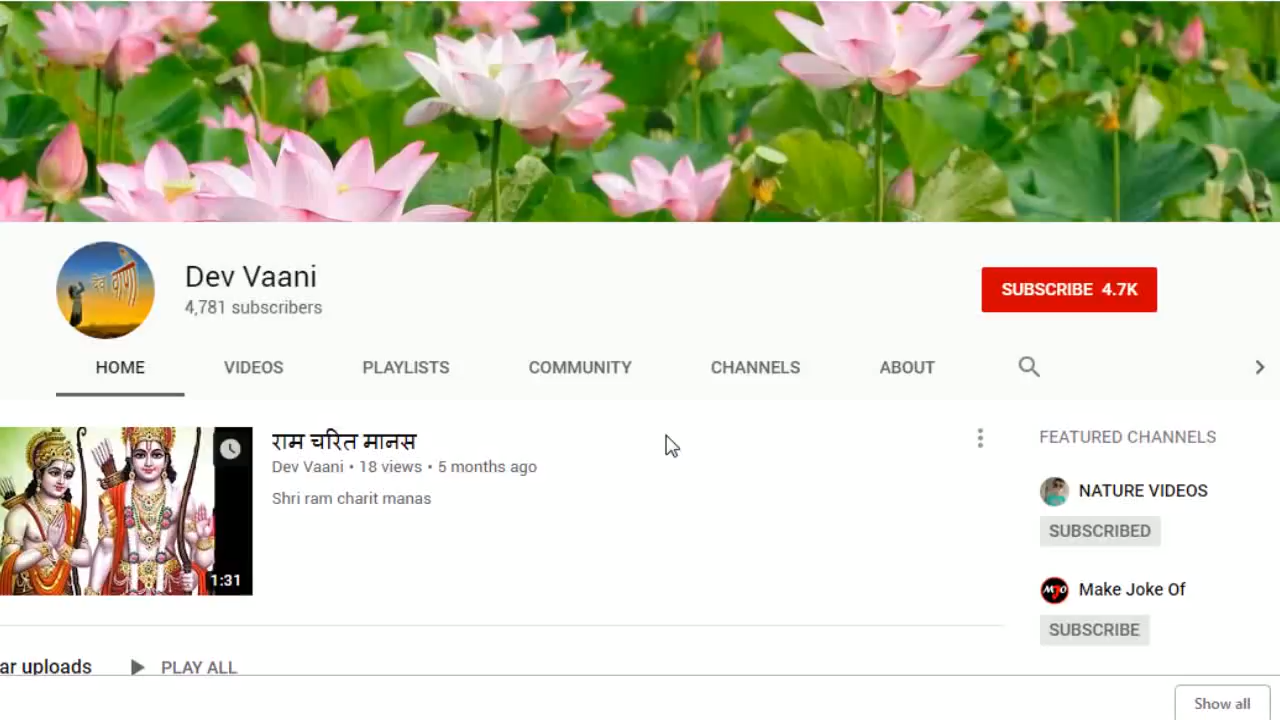 देव वाणी
Dev Vaani
4,781 subscribers
SUBSCRIBE 4.7K
HOME VIDEOS PLAYLISTS COMMUNITY CHANNELS ABOUT
राम चरित मानस
Dev Vaani • 18 views • 5 months ago
Shri ram charit manas
1:31
FEATURED CHANNELS
NATURE VIDEOS
SUBSCRIBED
MJO
Make Joke Of
SUBSCRIBE
ar uploads PLAY ALL
Show all